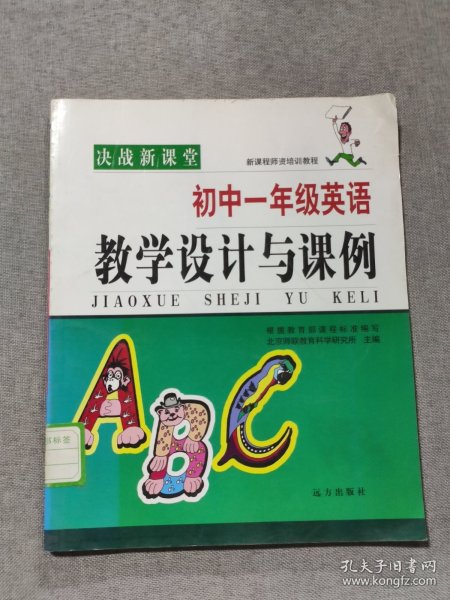 决战新课堂
新课程师资培训教程
初中一年级英语
教学设计与课例
JIAOXUE SHEJI YU KELI
根据教育部课程标准编写
北京师联教育科学研究所 主编
ABC
标签
远方出版社
孔夫子旧书网
www.kongfz.com